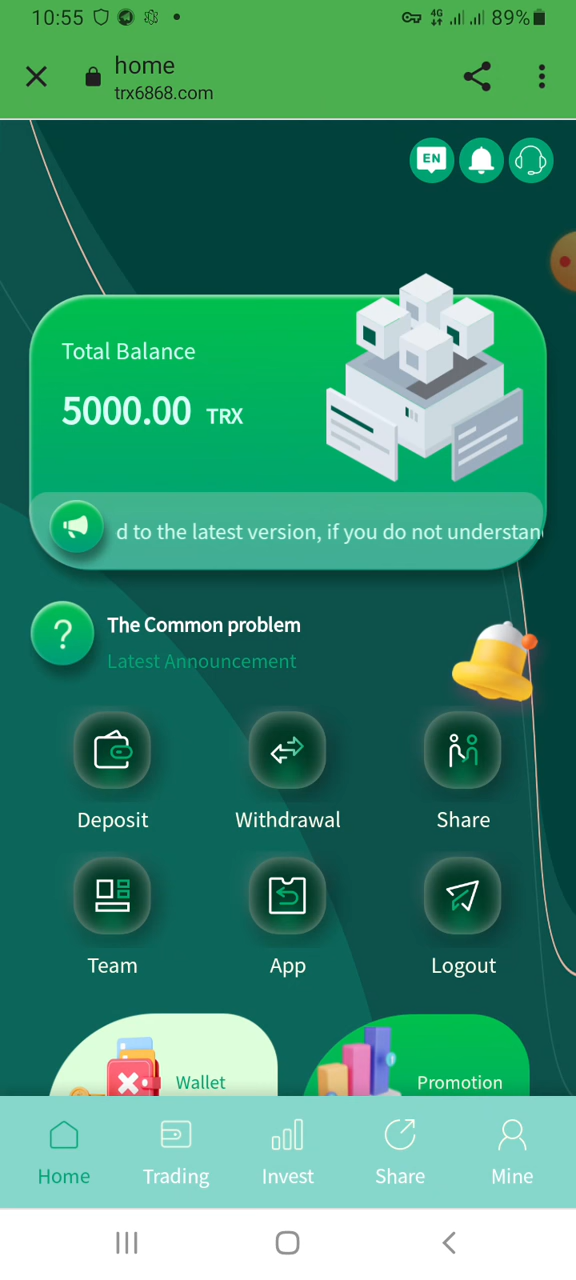 10:55 4G 89%
home
trx6868.com
EN
Total Balance
5000.00 TRX
d to the latest version, if you do not understan
?
The Common problem
Latest Announcement
Deposit Withdrawal Share
Team App Logout
Wallet Promotion
Home Trading Invest Share Mine